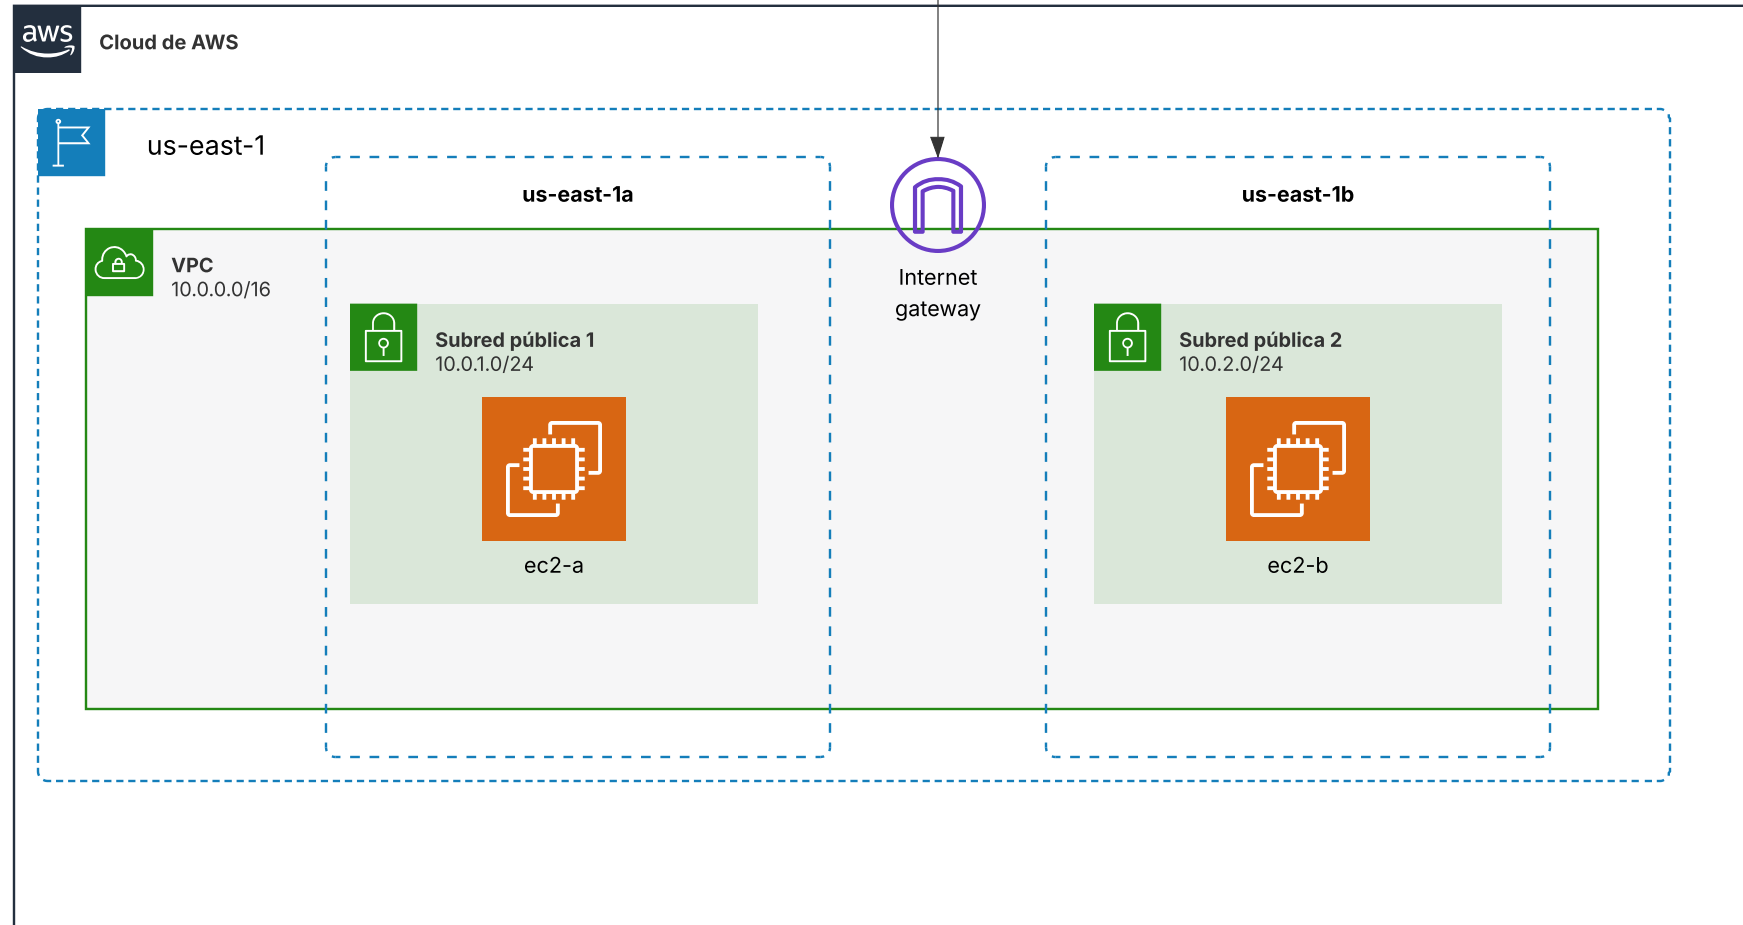 aws
Cloud de AWS
us-east-1
us-east-1a
us-east-1b
VPC
10.0.0.0/16
Internet
gateway
Subred pública 1
10.0.1.0/24
Subred pública 2
10.0.2.0/24
ec2-a
ec2-b